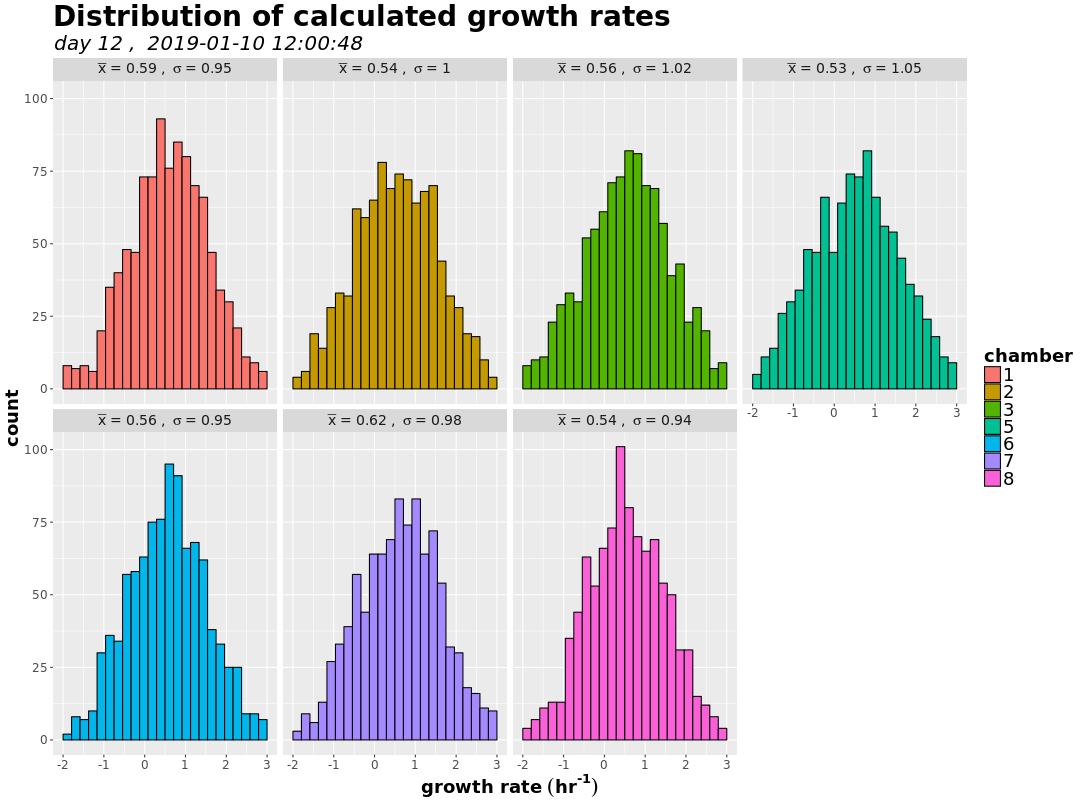 Distribution of calculated growth rates
day 12 ,  2019-01-10 12:00:48
x̅ = 0.59 ,  σ = 0.95
x̅ = 0.54 ,  σ = 1
x̅ = 0.56 ,  σ = 1.02
x̅ = 0.53 ,  σ = 1.05
100
75
50
25
0
-2 -1 0 1 2 3
x̅ = 0.56 ,  σ = 0.95
x̅ = 0.62 ,  σ = 0.98
x̅ = 0.54 ,  σ = 0.94
100
75
50
25
0
-2 -1 0 1 2 3
-2 -1 0 1 2 3
-2 -1 0 1 2 3
count
growth rate (hr⁻¹)
chamber
1
2
3
5
6
7
8